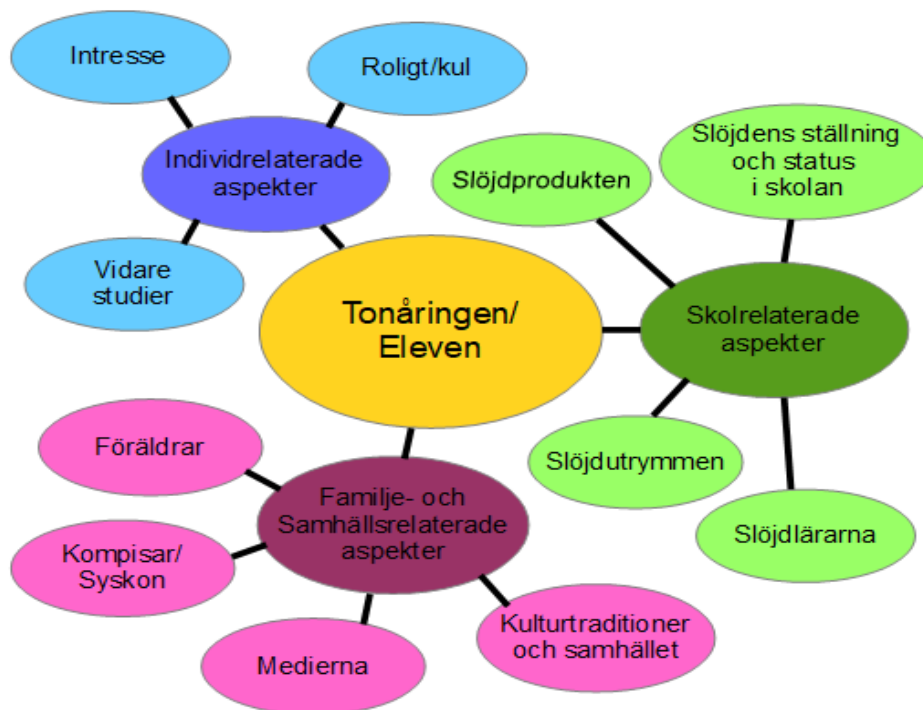 Intresse
Roligt/kul
Individrelaterade
aspekter
Vidare
studier
Slöjdprodukten
Slöjdens ställning
och status
i skolan
Tonåringen/
Eleven
Skolrelaterade
aspekter
Slöjdutrymmen
Slöjdlärarna
Föräldrar
Familje- och
Samhällsrelaterade
aspekter
Kompisar/
Syskon
Medierna
Kulturtraditioner
och samhället